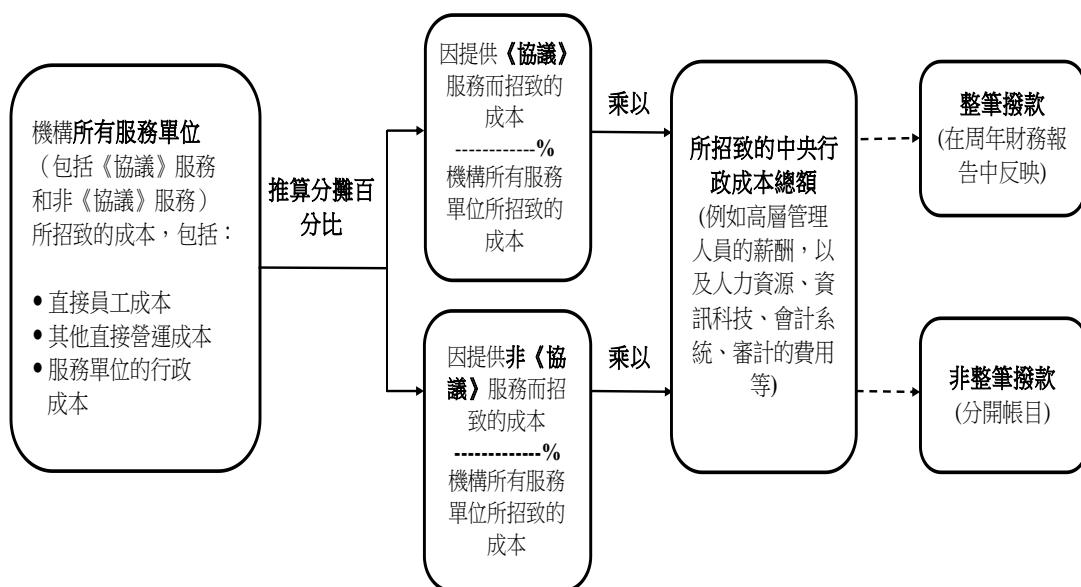 機構所有服務單位
（包括《協議》服務
和非《協議》服務）
所招致的成本，包括：
• 直接員工成本
• 其他直接營運成本
• 服務單位的行政
成本
推算分攤百
分比
因提供《協議》
服務而招致的
成本
------------%
機構所有服務
單位所招致的
成本
乘以
因提供非《協
議》服務而招
致的成本
-------------%
機構所有服務
單位所招致的
成本
乘以
所招致的中央行
政成本總額
(例如高層管理
人員的薪酬，以
及人力資源、資
訊科技、會計系
統、審計的費用
等)
整筆撥款
(在周年財務報
告中反映)
非整筆撥款
(分開帳目)